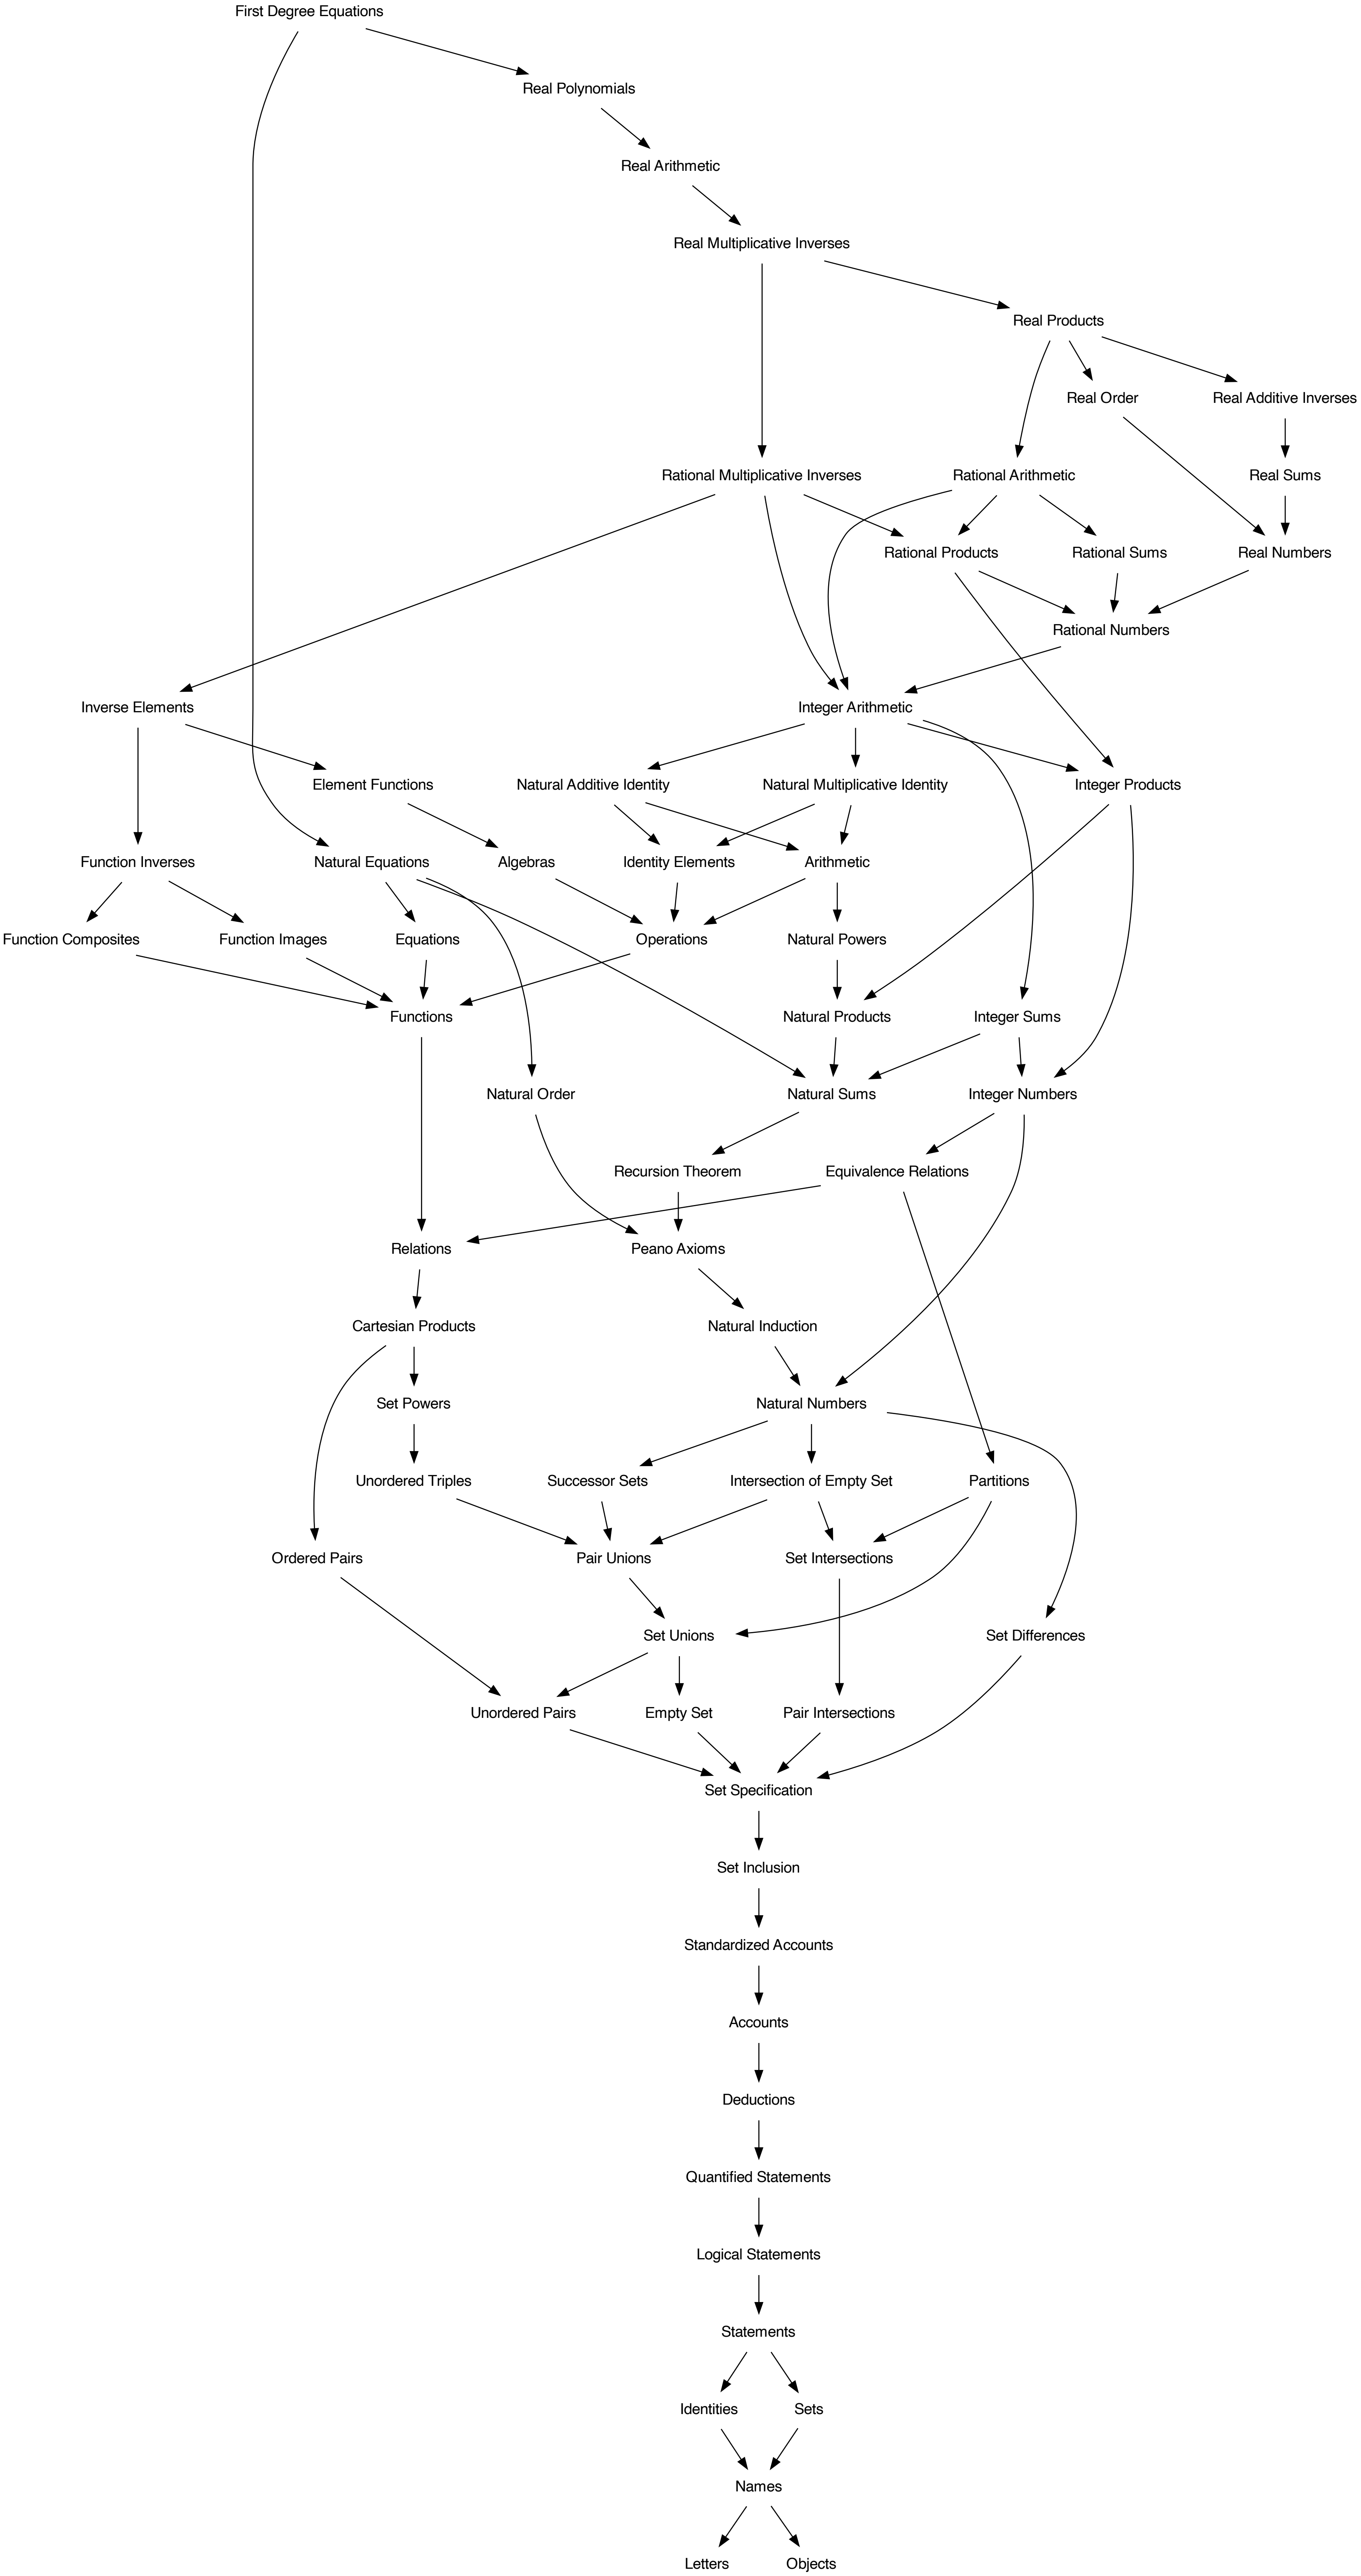 First Degree Equations
Real Polynomials
Real Arithmetic
Real Multiplicative Inverses
Real Products
Real Order
Real Additive Inverses
Rational Multiplicative Inverses
Rational Arithmetic
Real Sums
Rational Products
Rational Sums
Real Numbers
Rational Numbers
Inverse Elements
Integer Arithmetic
Element Functions
Natural Additive Identity
Natural Multiplicative Identity
Integer Products
Function Inverses
Natural Equations
Algebras
Identity Elements
Arithmetic
Function Composites
Function Images
Equations
Operations
Natural Powers
Functions
Natural Products
Integer Sums
Natural Order
Natural Sums
Integer Numbers
Recursion Theorem
Equivalence Relations
Relations
Peano Axioms
Cartesian Products
Natural Induction
Set Powers
Natural Numbers
Unordered Triples
Successor Sets
Intersection of Empty Set
Partitions
Ordered Pairs
Pair Unions
Set Intersections
Set Unions
Set Differences
Unordered Pairs
Empty Set
Pair Intersections
Set Specification
Set Inclusion
Standardized Accounts
Accounts
Deductions
Quantified Statements
Logical Statements
Statements
Identities
Sets
Names
Letters
Objects